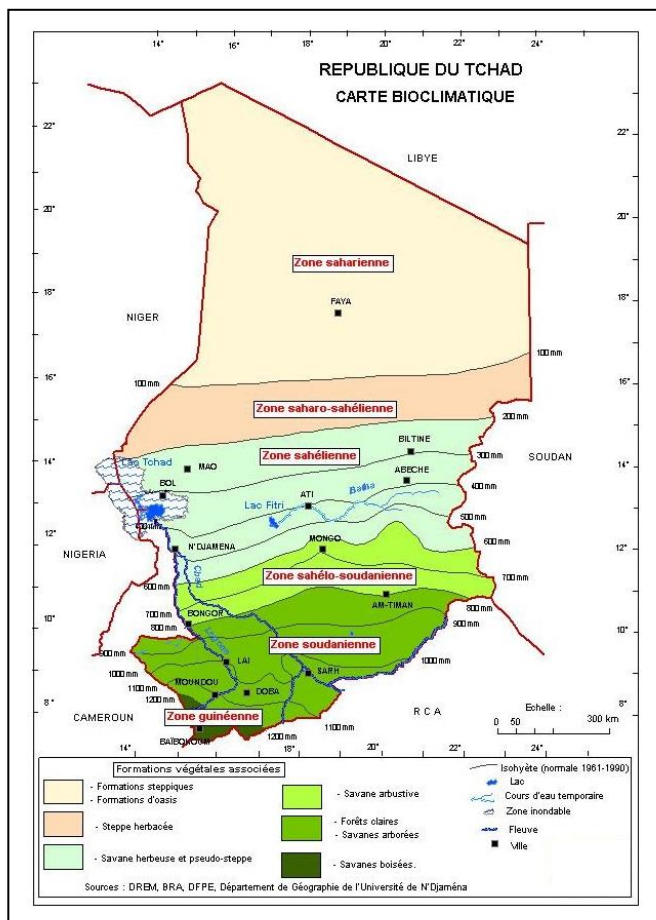 REPUBLIQUE DU TCHAD
CARTE BIOCLIMATIQUE
14° 16° 18° 20° 22° 24°
22° 22°
LIBYE
20° 20°
Zone saharienne
18° FAYA 18°
NIGER
100 mm
16° 100 mm 16°
Zone saharo-sahélienne
200 mm
BILTINE
14° Lac Tchad Zone sahélienne 300 mm SOUDAN 14°
MAO
ABECHE
BOL 400 mm
ATI Batha
Lac Fitri
500 mm
MONGO 600 mm
NIGERIA N'DJAMENA
12° 12°
Chari
Zone sahélo-soudanienne 700 mm
600 mm
AM-TIMAN 800 mm
700 mm BONGOR
10° 800 mm 900 mm 10°
Logone
Zone soudanienne
LAI 1000 mm
1000 mm SARH
1100 mm MOUNDOU
1200 mm DOBA
8° Zone guinéenne 1100 mm R C A Echelle : 8°
CAMEROUN 1200 mm 0 50 300 km
BAÏBOKOUM
14° 16° 18° 20° 22°
Formations végétales associées
- Formations steppiques
- Formations d'oasis
- Steppe herbacée
- Savane herbeuse et pseudo-steppe
- Savane arbustive
- Forêts claires
- Savanes arborées
- Savanes boisées.
Isohyète (normale 1961-1990)
Lac
Cours d'eau temporaire
Zone inondable
Fleuve
Ville
Sources : DREM, BRA, DFPE, Département de Géographie de l'Université de N'Djaména